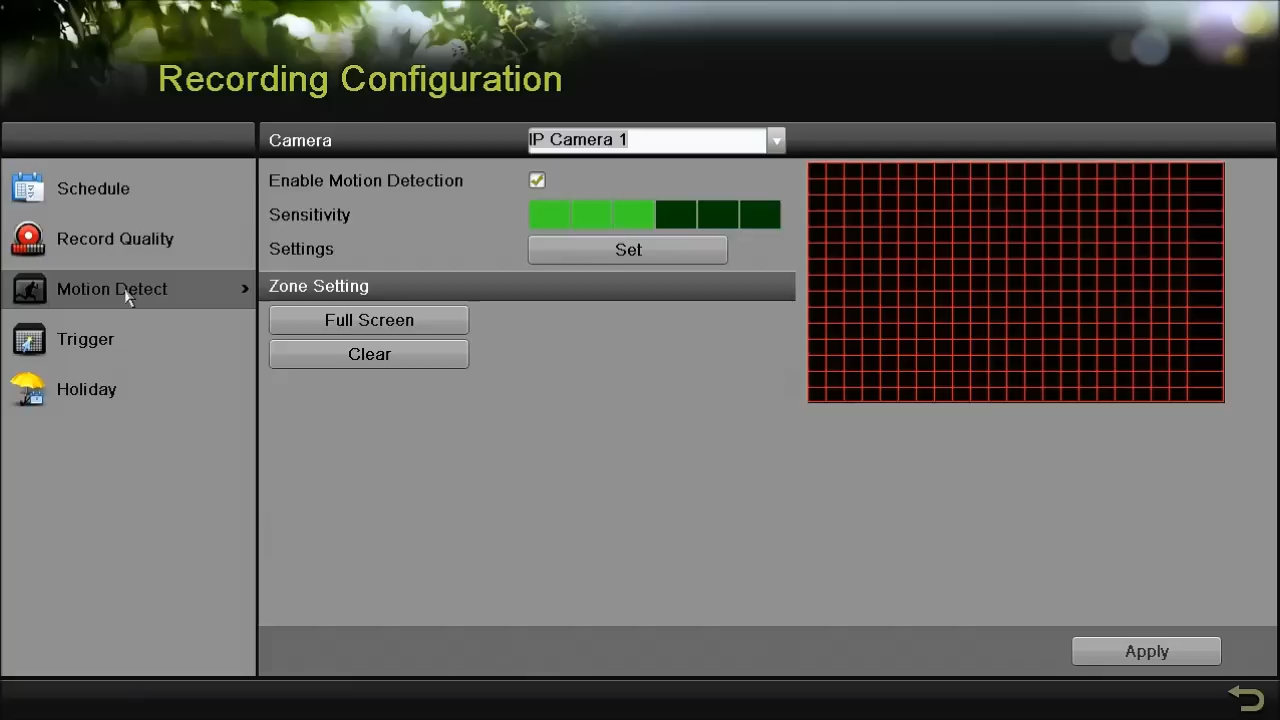 Recording Configuration
Camera IP Camera 1
Schedule
Record Quality
Motion Detect >
Trigger
Holiday
Enable Motion Detection
Sensitivity
Settings Set
Zone Setting
Full Screen
Clear
Apply